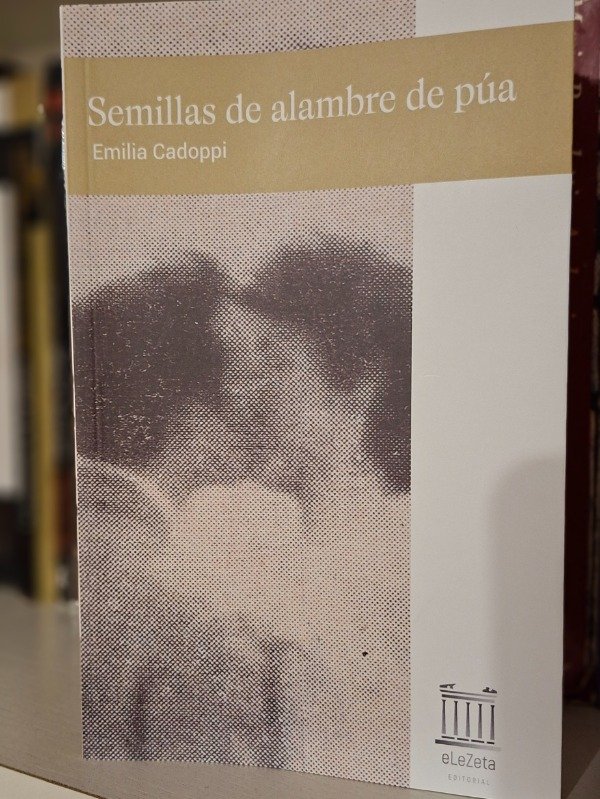 Semillas de alambre de púa
Emilia Cadoppi
eLeZeta
EDITORIAL